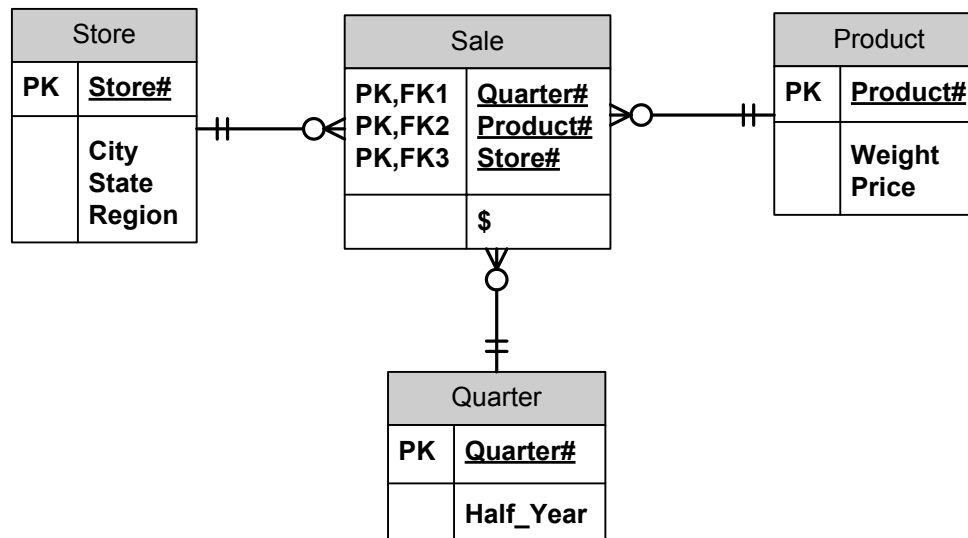 Store
PK Store#
City
State
Region
Sale
PK,FK1 Quarter#
PK,FK2 Product#
PK,FK3 Store#
$
Product
PK Product#
Weight
Price
Quarter
PK Quarter#
Half_Year